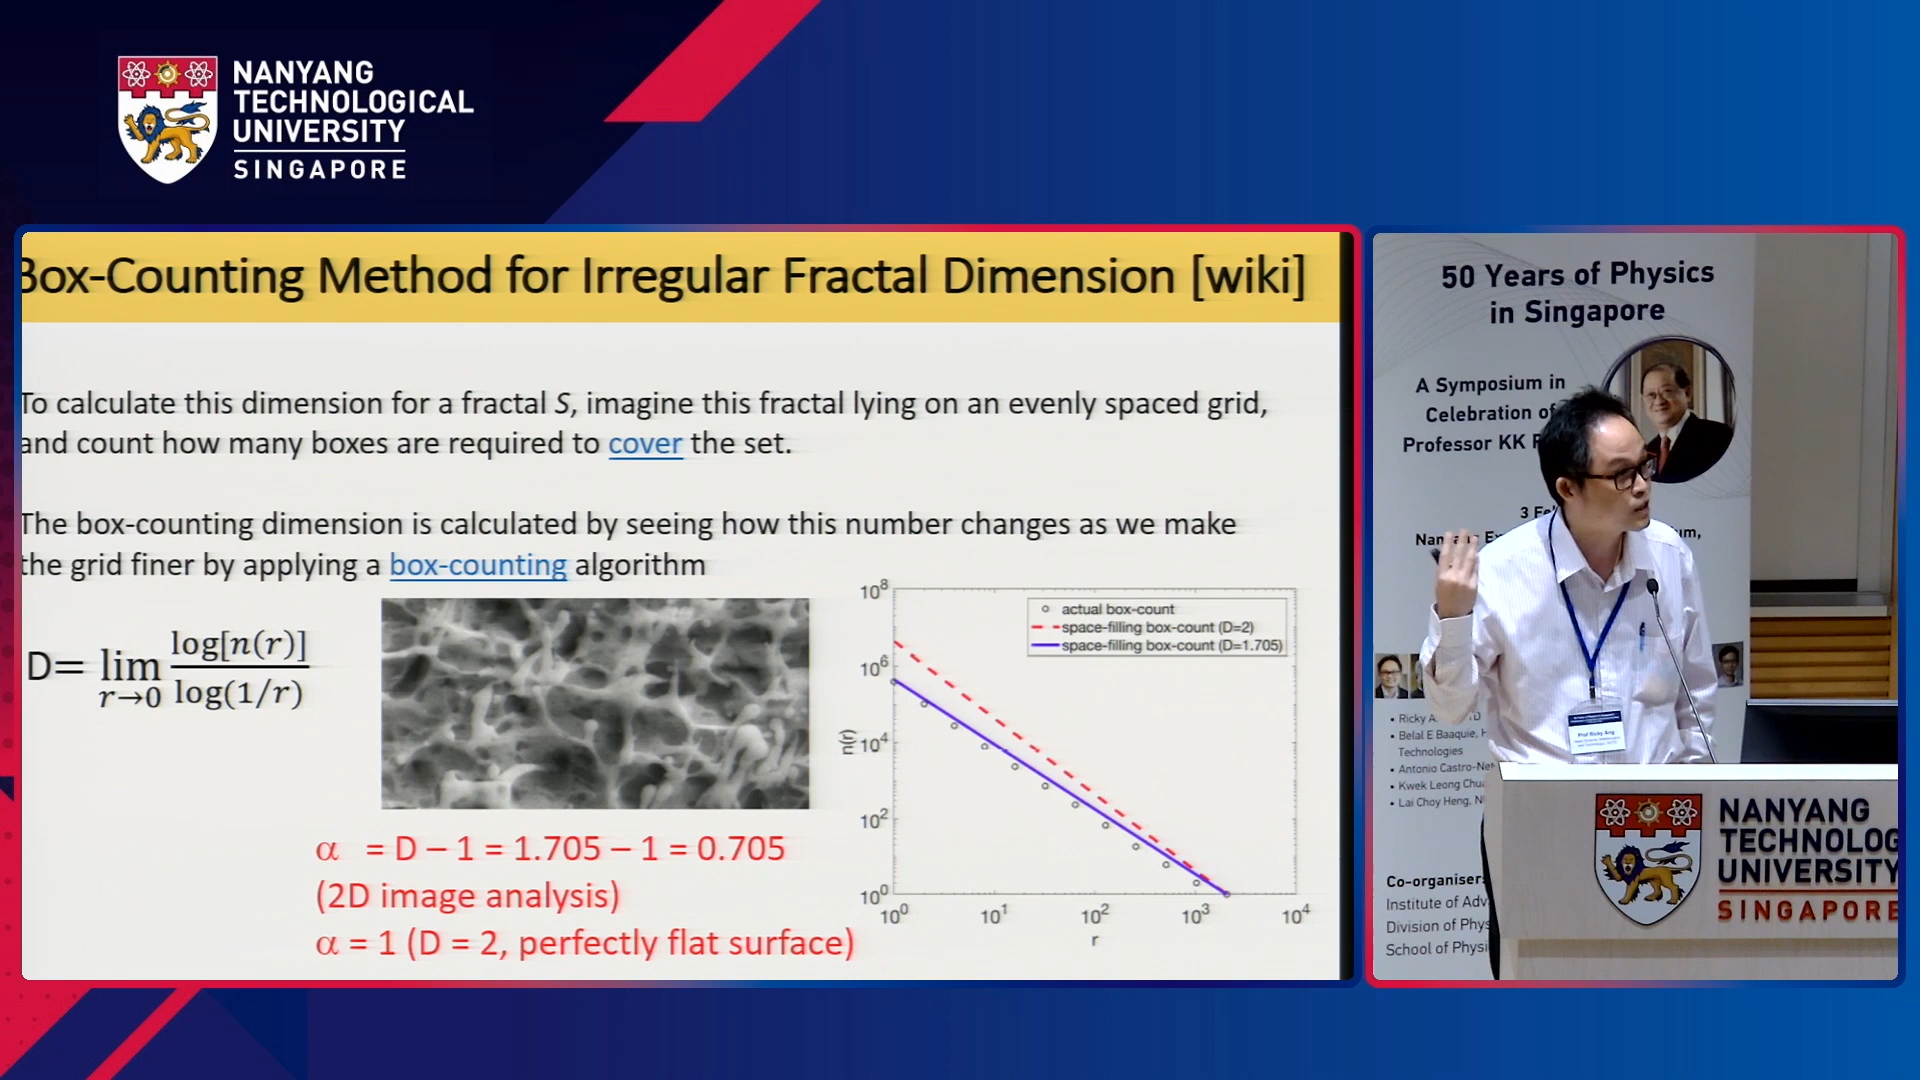 NANYANG
TECHNOLOGICAL
UNIVERSITY
SINGAPORE
Box-Counting Method for Irregular Fractal Dimension [wiki]
To calculate this dimension for a fractal S, imagine this fractal lying on an evenly spaced grid,
and count how many boxes are required to cover the set.
The box-counting dimension is calculated by seeing how this number changes as we make
the grid finer by applying a box-counting algorithm
D= lim r→0 log[n(r)] / log(1/r)
α = D – 1 = 1.705 – 1 = 0.705
(2D image analysis)
α = 1 (D = 2, perfectly flat surface)
actual box-count
space-filling box-count (D=2)
space-filling box-count (D=1.705)
10^8
10^6
10^4
10^2
10^0
n(r)
10^0 10^1 10^2 10^3 10^4
r
50 Years of Physics
in Singapore
A Symposium in
Celebration of
Professor KK
3
• Ricky
• Belal E Baaquie,
Technologies
• Antonio Castro-Ne
• Kwek Leong
• Lai Choy Heng,
Co-organisers
Institute of Adv
Division of Phys
School of Physi
Prof Ricky Ang
NANYANG
TECHNOLOG
UNIVERSITY
SINGAPORE